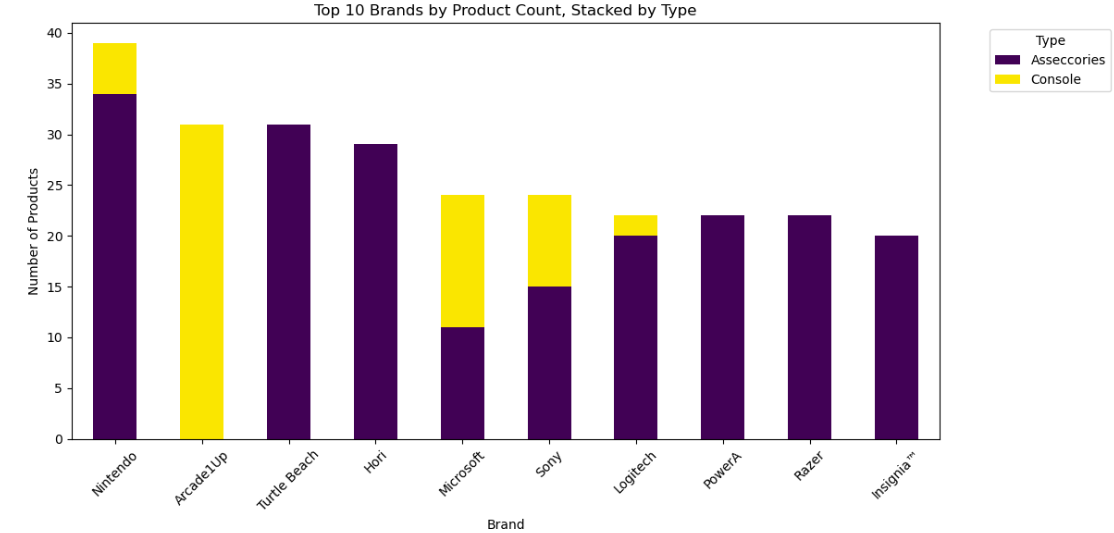 Top 10 Brands by Product Count, Stacked by Type
Type
Asseccories
Console
Number of Products
40
35
30
25
20
15
10
5
0
Nintendo
Arcade1Up
Turtle Beach
Hori
Microsoft
Sony
Logitech
PowerA
Razer
Insignia™
Brand